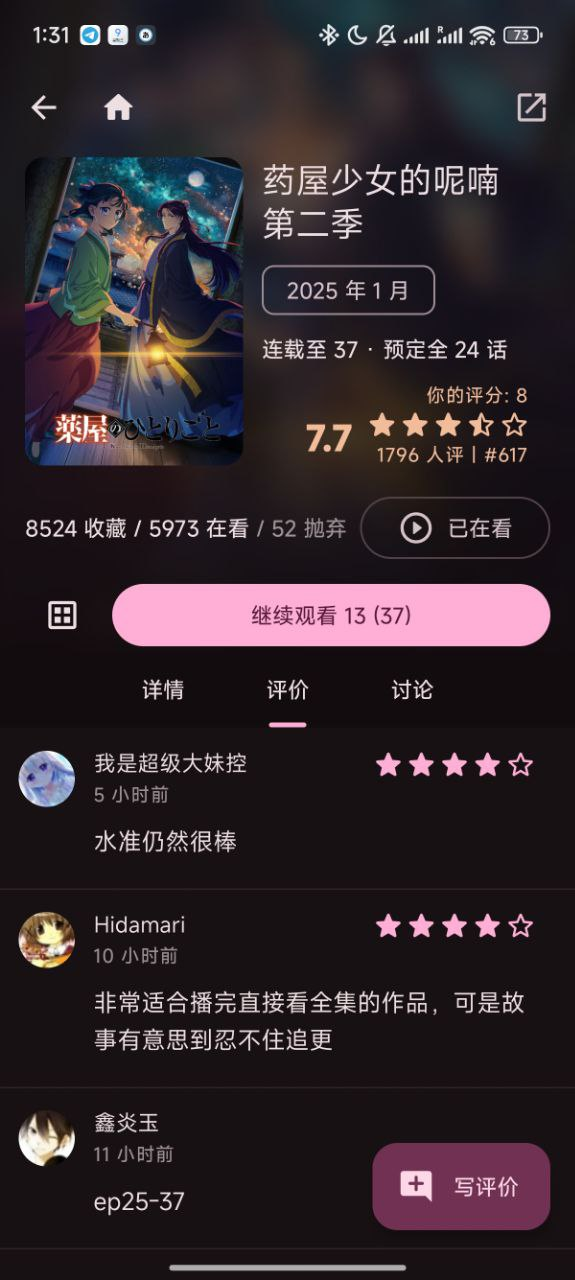 1:31
73
药屋少女的呢喃
第二季
2025 年 1 月
连载至 37 · 预定全 24 话
你的评分: 8
7.7
1796 人评 | #617
薬屋のひとりごと
8524 收藏 / 5973 在看 / 52 抛弃
已在看
继续观看 13 (37)
详情 评价 讨论
我是超级大妹控
5 小时前
水准仍然很棒
Hidamari
10 小时前
非常适合播完直接看全集的作品，可是故
事有意思到忍不住追更
鑫炎玉
11 小时前
ep25-37
写评价